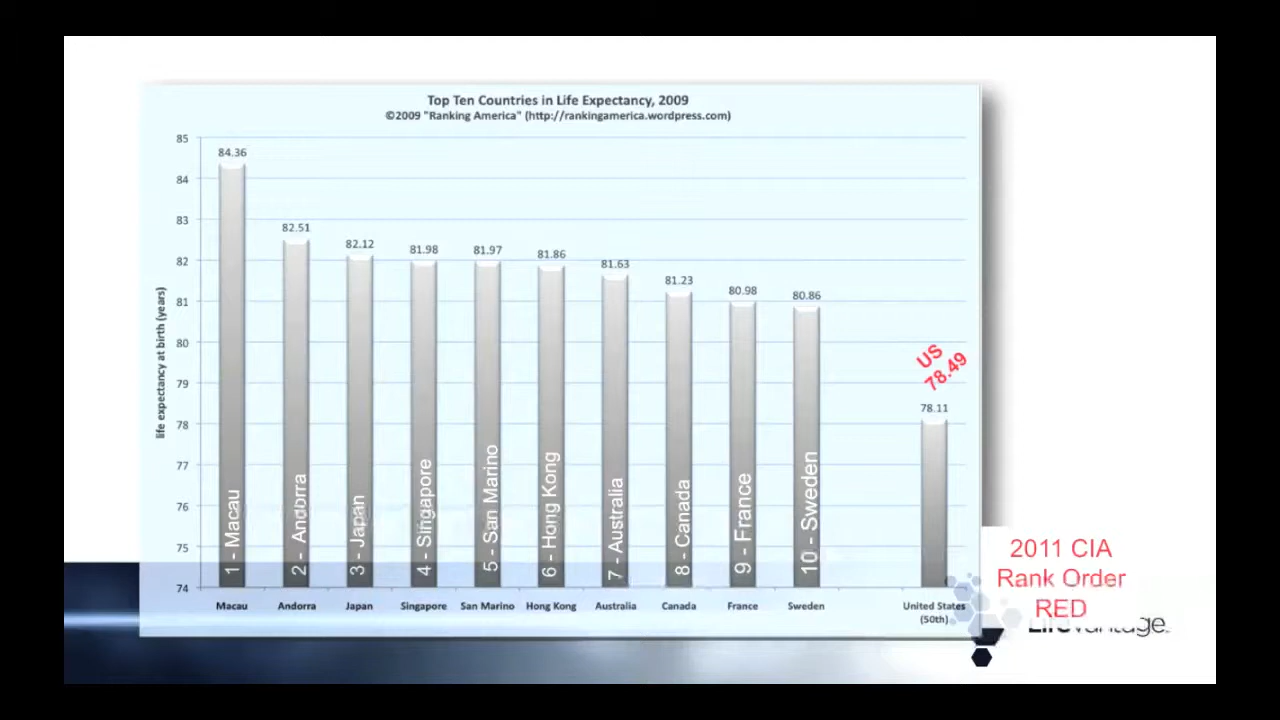 Top Ten Countries in Life Expectancy, 2009
©2009 "Ranking America" (http://rankingamerica.wordpress.com)
life expectancy at birth (years)
85
84
83
82
81
80
79
78
77
76
75
74
84.36
82.51
82.12
81.98
81.97
81.86
81.63
81.23
80.98
80.86
US
78.49
78.11
1 - Macau
2 - Andorra
3 - Japan
4 - Singapore
5 - San Marino
6 - Hong Kong
7 - Australia
8 - Canada
9 - France
10 - Sweden
Macau
Andorra
Japan
Singapore
San Marino
Hong Kong
Australia
Canada
France
Sweden
United States
(50th)
2011 CIA
Rank Order
RED
Lifevantage